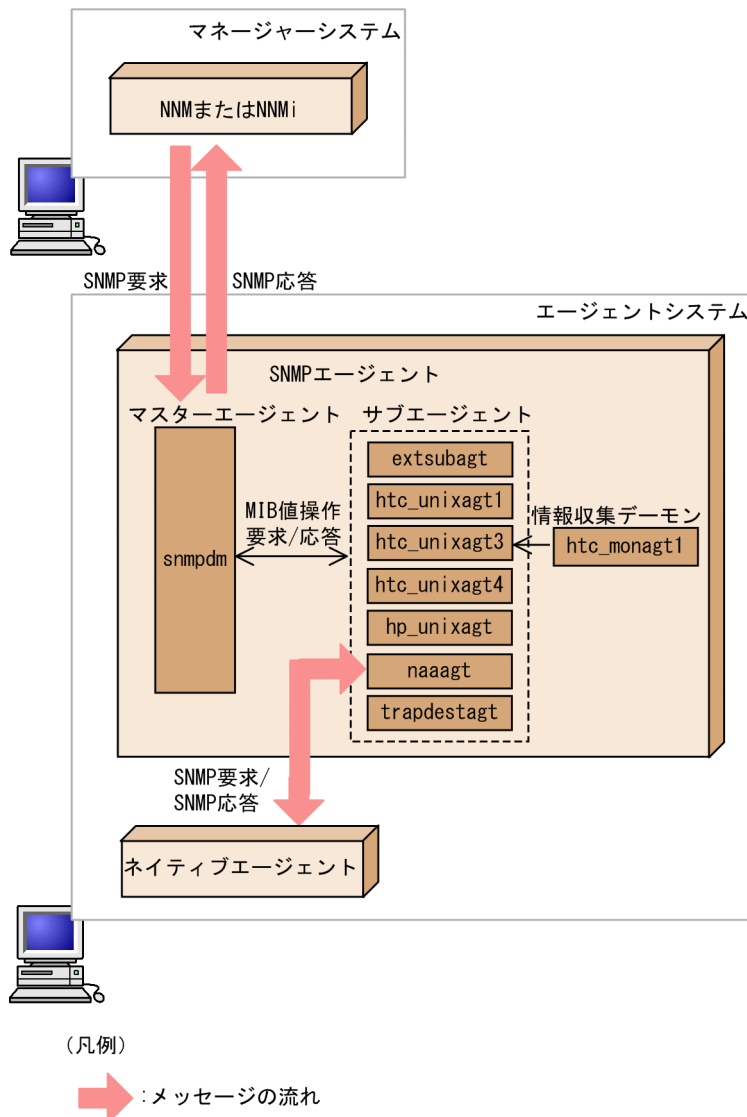 マネージャーシステム
NNMまたはNNMi
SNMP要求
SNMP応答
エージェントシステム
SNMPエージェント
マスターエージェント
サブエージェント
extsubagt
htc_unixagt1
MIB値操作
要求/応答
情報収集デーモン
snmpdm
htc_unixagt3
htc_monagt1
htc_unixagt4
hp_unixagt
naaagt
trapdestagt
SNMP要求/
SNMP応答
ネイティブエージェント
(凡例)
:メッセージの流れ